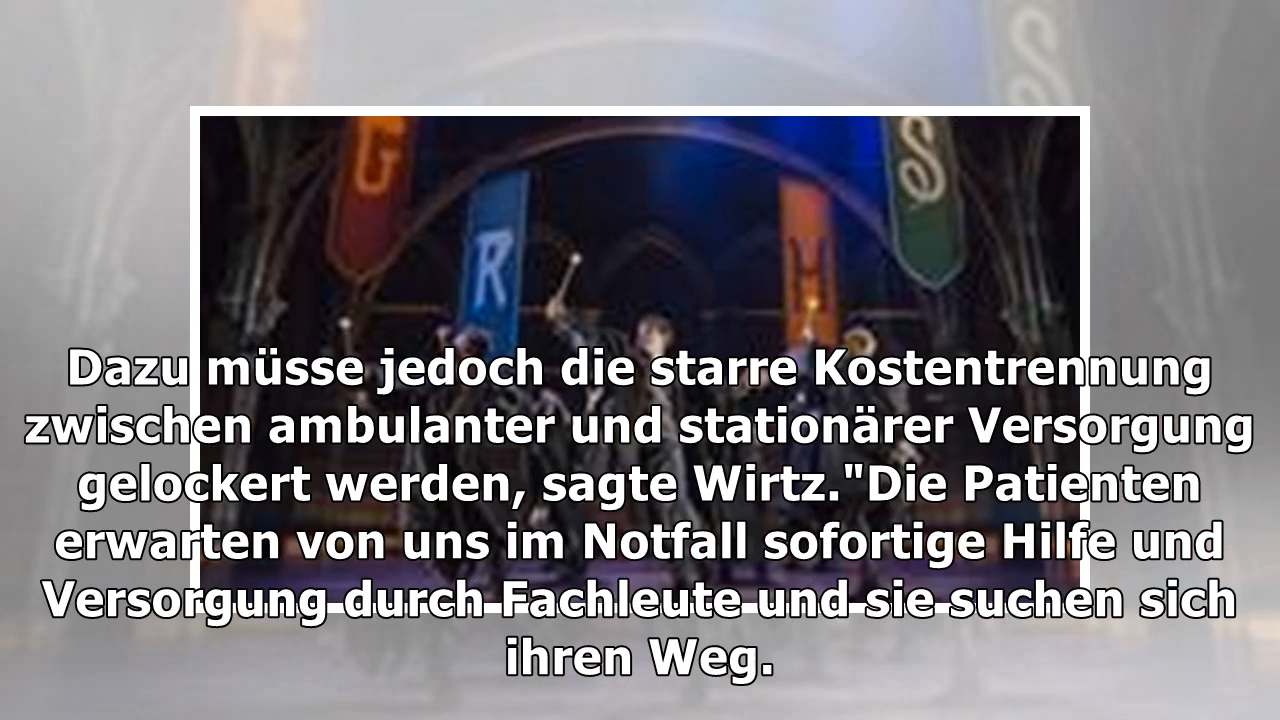 G
S
R
H
Dazu müsse jedoch die starre Kostentrennung
zwischen ambulanter und stationärer Versorgung
gelockert werden, sagte Wirtz."Die Patienten
erwarten von uns im Notfall sofortige Hilfe und
Versorgung durch Fachleute und sie suchen sich
ihren Weg.